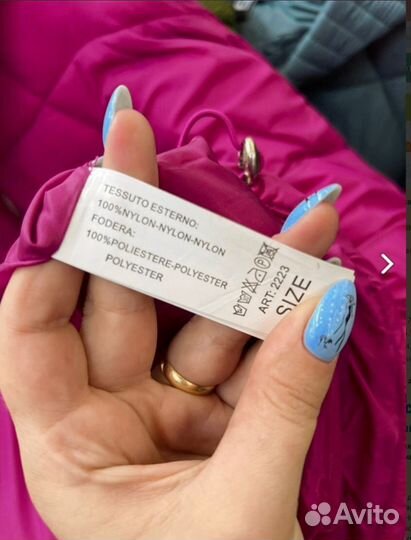 TESSUTO ESTERNO:
100%NYLON-NYLON-NYLON
FODERA:
100%POLIESTERE-POLYESTER
POLYESTER
ART: 2223
SIZE
Avito